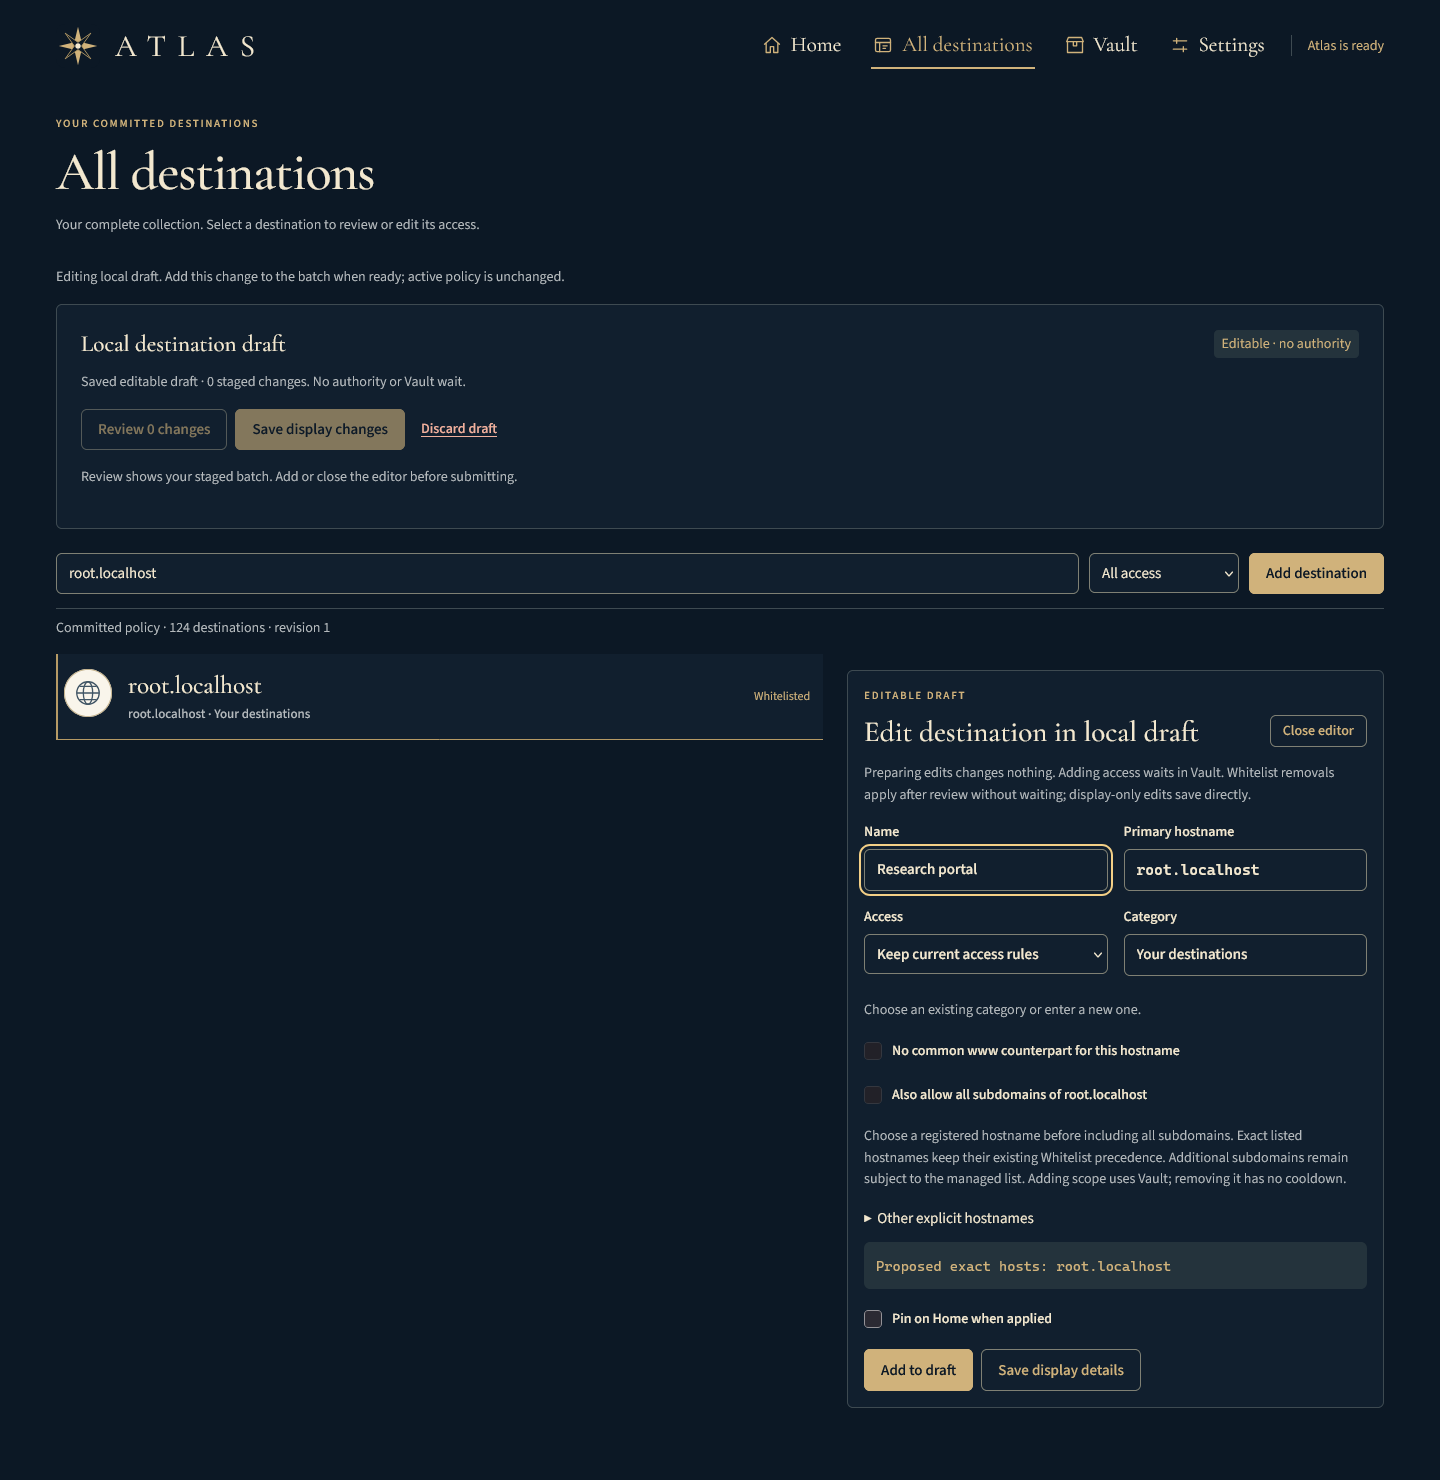 ATLAS
Home
All destinations
Vault
Settings
Atlas is ready
YOUR COMMITTED DESTINATIONS
All destinations
Your complete collection. Select a destination to review or edit its access.
Editing local draft. Add this change to the batch when ready; active policy is unchanged.
Local destination draft
Editable · no authority
Saved editable draft · 0 staged changes. No authority or Vault wait.
Review 0 changes
Save display changes
Discard draft
Review shows your staged batch. Add or close the editor before submitting.
root.localhost
All access
Add destination
Committed policy · 124 destinations · revision 1
root.localhost
root.localhost · Your destinations
Whitelisted
EDITABLE DRAFT
Edit destination in local draft
Close editor
Preparing edits changes nothing. Adding access waits in Vault. Whitelist removals
apply after review without waiting; display-only edits save directly.
Name
Primary hostname
Research portal
root.localhost
Access
Category
Keep current access rules
Your destinations
Choose an existing category or enter a new one.
No common www counterpart for this hostname
Also allow all subdomains of root.localhost
Choose a registered hostname before including all subdomains. Exact listed
hostnames keep their existing Whitelist precedence. Additional subdomains remain
subject to the managed list. Adding scope uses Vault; removing it has no cooldown.
Other explicit hostnames
Proposed exact hosts: root.localhost
Pin on Home when applied
Add to draft
Save display details